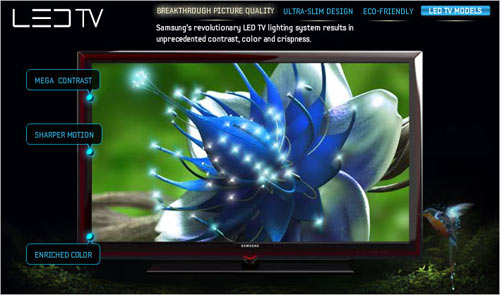 LED TV
BREAKTHROUGH PICTURE QUALITY
ULTRA-SLIM DESIGN
ECO-FRIENDLY
LED TV MODELS
Samsung's revolutionary LED TV lighting system results in
unprecedented contrast, color and crispness.
MEGA CONTRAST
SHARPER MOTION
ENRICHED COLOR
SAMSUNG